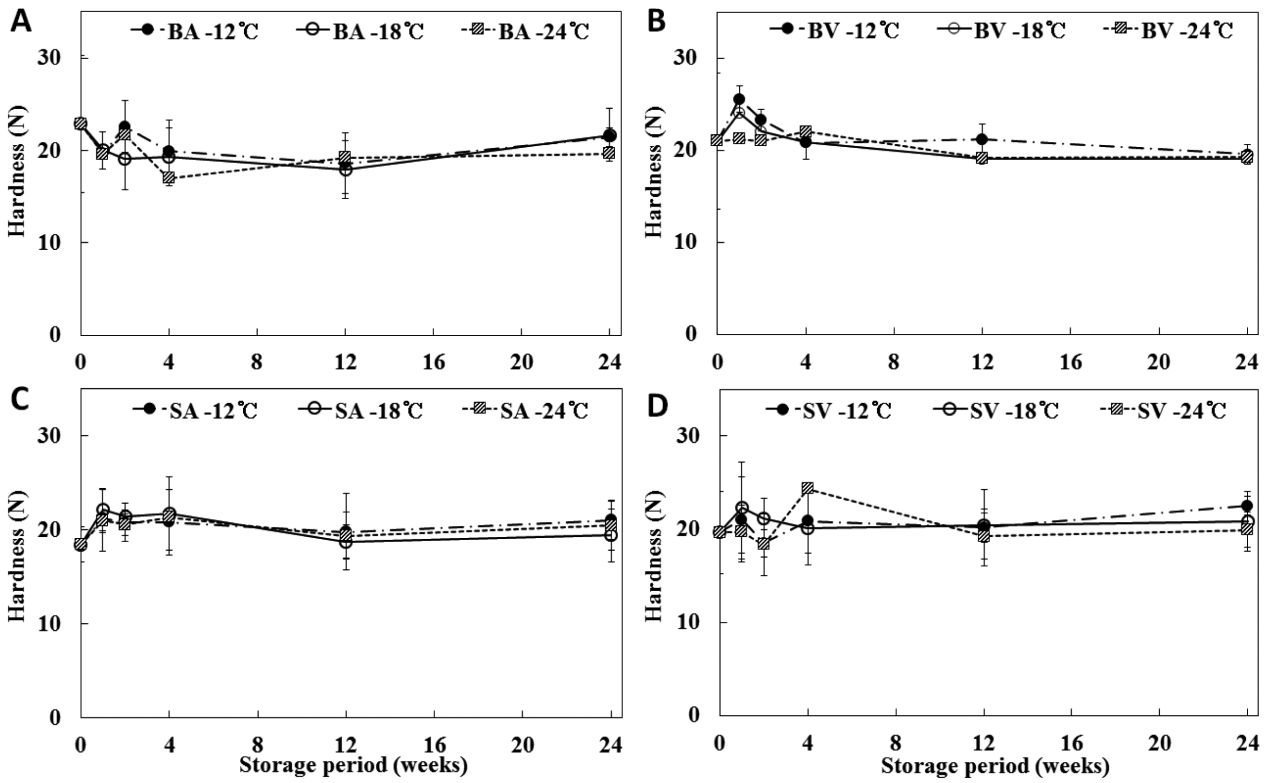 A
BA -12℃ BA -18℃ BA -24℃
30
20
10
0
Hardness (N)
0 4 8 12 16 20 24
B
BV -12℃ BV -18℃ BV -24℃
30
20
10
0
Hardness (N)
0 4 8 12 16 20 24
C
SA -12℃ SA -18℃ SA -24℃
30
20
10
0
Hardness (N)
0 4 8 12 16 20 24
Storage period (weeks)
D
SV -12℃ SV -18℃ SV -24℃
30
20
10
0
Hardness (N)
0 4 8 12 16 20 24
Storage period (weeks)